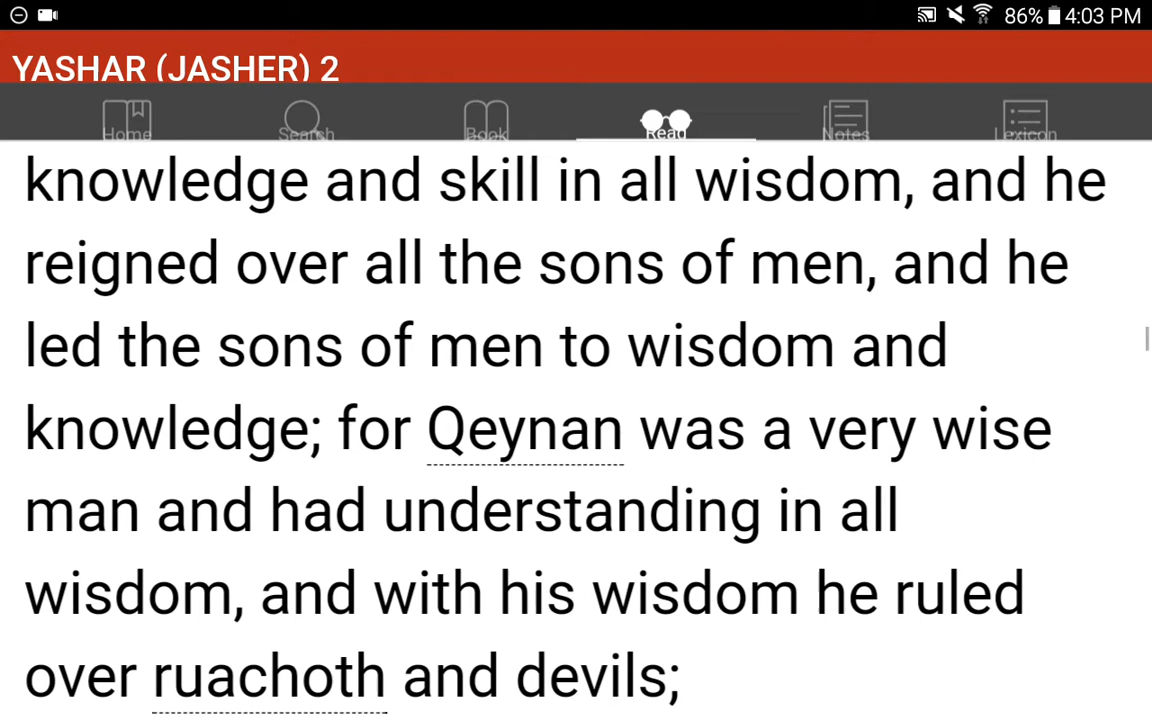 86% 4:03 PM
YASHAR (JASHER) 2
Home Search Book Read Notes Lexicon
knowledge and skill in all wisdom, and he
reigned over all the sons of men, and he
led the sons of men to wisdom and
knowledge; for Qeynan was a very wise
man and had understanding in all
wisdom, and with his wisdom he ruled
over ruachoth and devils;